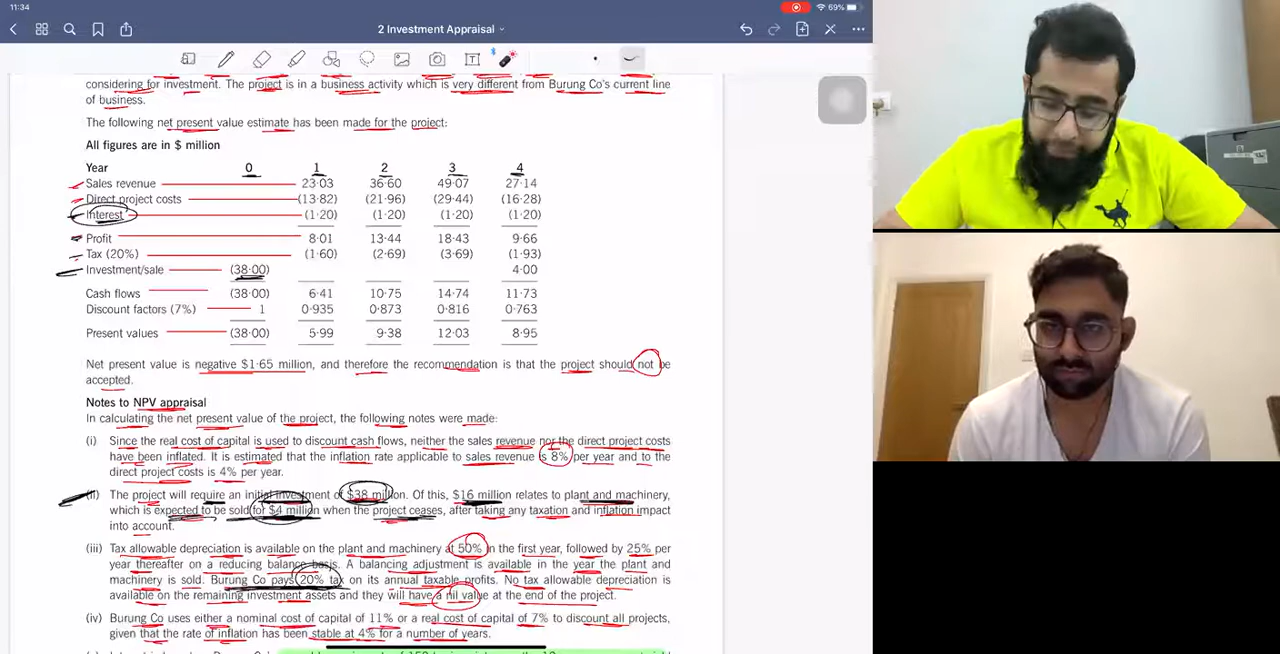 11:34
69%
2 Investment Appraisal
considering for investment. The project is in a business activity which is very different from Burung Co's current line
of business.
The following net present value estimate has been made for the project:
All figures are in $ million
Year 0 1 2 3 4
Sales revenue 23·03 36·60 49·07 27·14
Direct project costs (13·82) (21·96) (29·44) (16·28)
Interest (1·20) (1·20) (1·20) (1·20)
Profit 8·01 13·44 18·43 9·66
Tax (20%) (1·60) (2·69) (3·69) (1·93)
Investment/sale (38·00) 4·00
Cash flows (38·00) 6·41 10·75 14·74 11·73
Discount factors (7%) 1 0·935 0·873 0·816 0·763
Present values (38·00) 5·99 9·38 12·03 8·95
Net present value is negative $1·65 million, and therefore the recommendation is that the project should not be
accepted.
Notes to NPV appraisal
In calculating the net present value of the project, the following notes were made:
(i) Since the real cost of capital is used to discount cash flows, neither the sales revenue nor the direct project costs
have been inflated. It is estimated that the inflation rate applicable to sales revenue is 8% per year and to the
direct project costs is 4% per year.
(ii) The project will require an initial investment of $38 million. Of this, $16 million relates to plant and machinery,
which is expected to be sold for $4 million when the project ceases, after taking any taxation and inflation impact
into account.
(iii) Tax allowable depreciation is available on the plant and machinery at 50% in the first year, followed by 25% per
year thereafter on a reducing balance basis. A balancing adjustment is available in the year the plant and
machinery is sold. Burung Co pays 20% tax on its annual taxable profits. No tax allowable depreciation is
available on the remaining investment assets and they will have a nil value at the end of the project.
(iv) Burung Co uses either a nominal cost of capital of 11% or a real cost of capital of 7% to discount all projects,
given that the rate of inflation has been stable at 4% for a number of years.